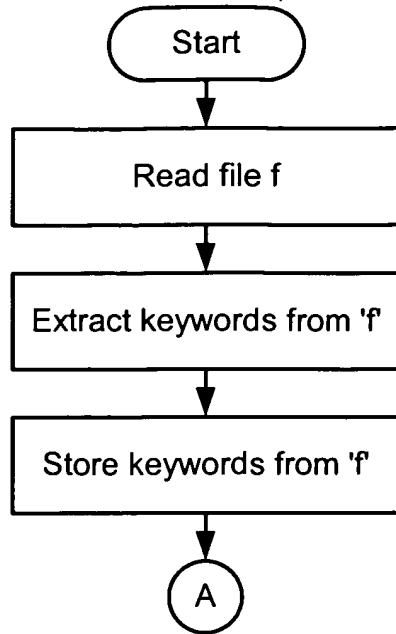 Start
Read file f
Extract keywords from 'f'
Store keywords from 'f'
A